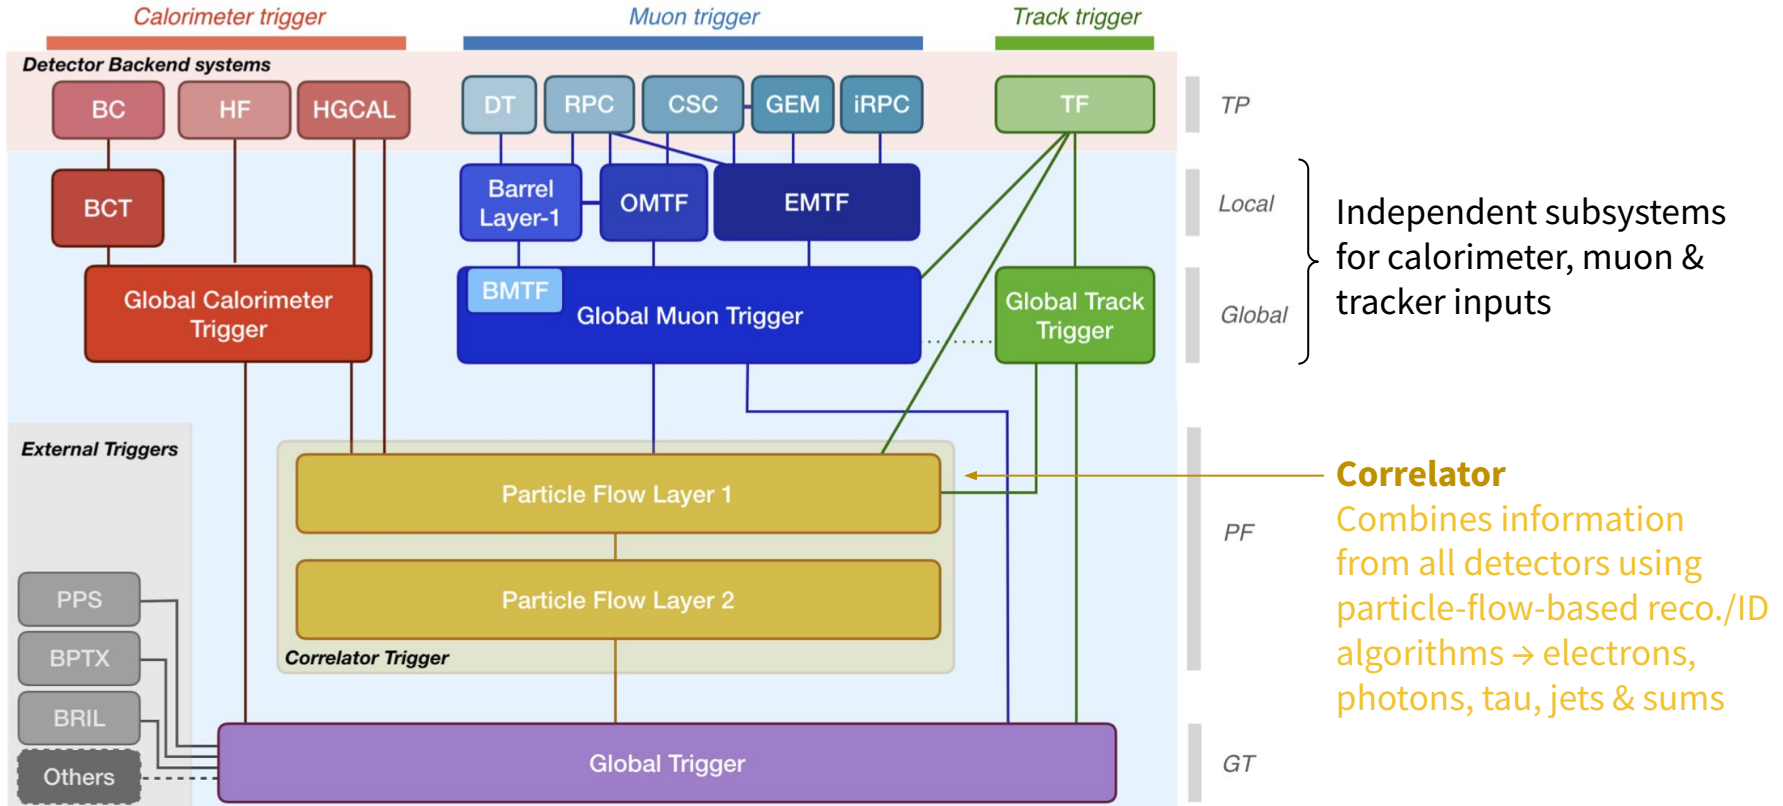 Calorimeter trigger
Muon trigger
Track trigger
Detector Backend systems
BC
HF
HGCAL
DT
RPC
CSC
GEM
iRPC
TF
TP
BCT
Barrel
Layer-1
OMTF
EMTF
Local
Global Calorimeter
Trigger
BMTF
Global Muon Trigger
Global Track
Trigger
Global
Independent subsystems
for calorimeter, muon &
tracker inputs
External Triggers
Particle Flow Layer 1
Particle Flow Layer 2
Correlator Trigger
PF
Correlator
Combines information
from all detectors using
particle-flow-based reco./ID
algorithms → electrons,
photons, tau, jets & sums
PPS
BPTX
BRIL
Others
Global Trigger
GT